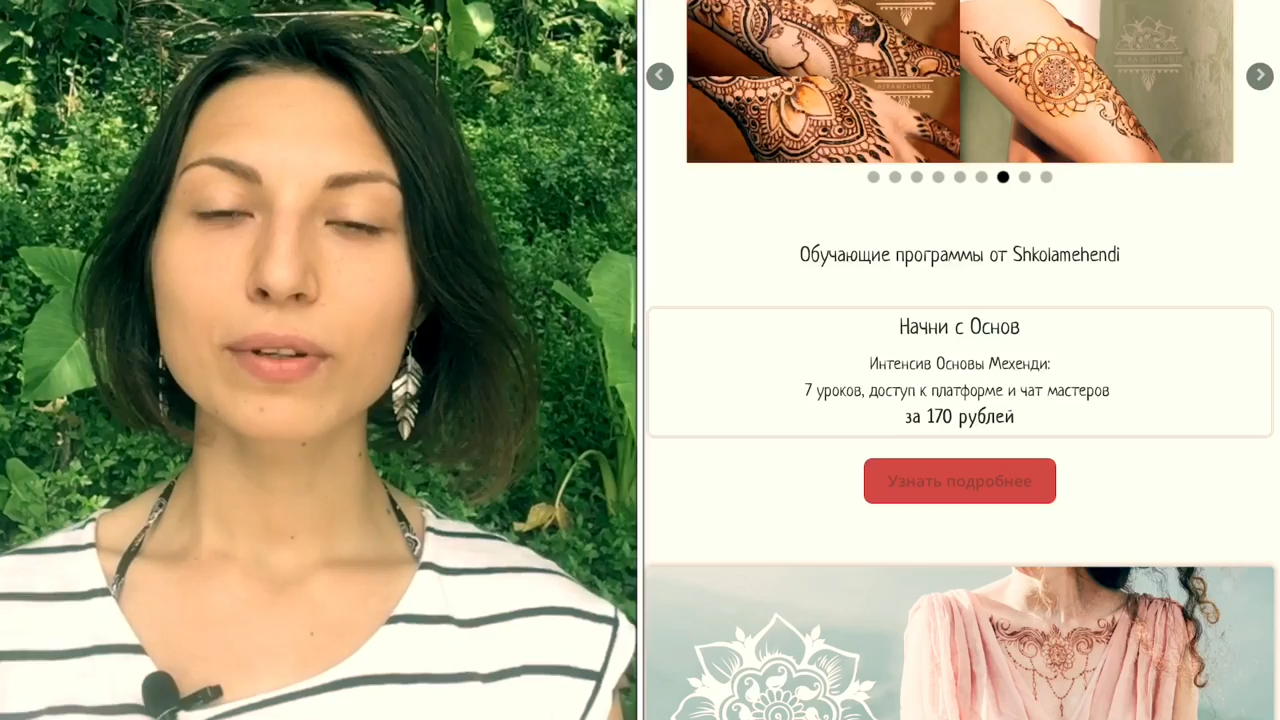 Обучающие программы от Shkolamehendi
Начни с Основ
Интенсив Основы Мехенди:
7 уроков, доступ к платформе и чат мастеров
за 170 рублей
Узнать подробнее